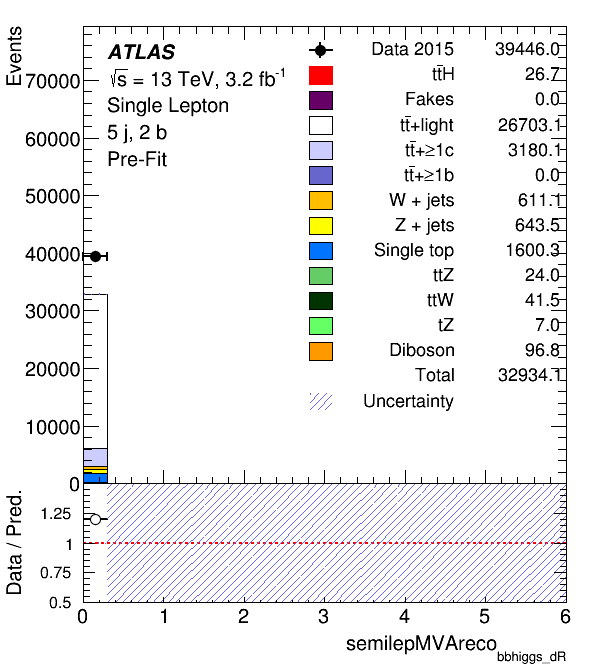 Events
70000
60000
50000
40000
30000
20000
10000
0
ATLAS
√s = 13 TeV, 3.2 fb⁻¹
Single Lepton
5 j, 2 b
Pre-Fit
Data 2015 39446.0
tt̄H 26.7
Fakes 0.0
tt̄+light 26703.1
tt̄+≥1c 3180.1
tt̄+≥1b 0.0
W + jets 611.1
Z + jets 643.5
Single top 1600.3
ttZ 24.0
ttW 41.5
tZ 7.0
Diboson 96.8
Total 32934.1
Uncertainty
Data / Pred.
1.25
1
0.75
0.5
0 1 2 3 4 5 6
semilepMVAreco
bbhiggs_dR